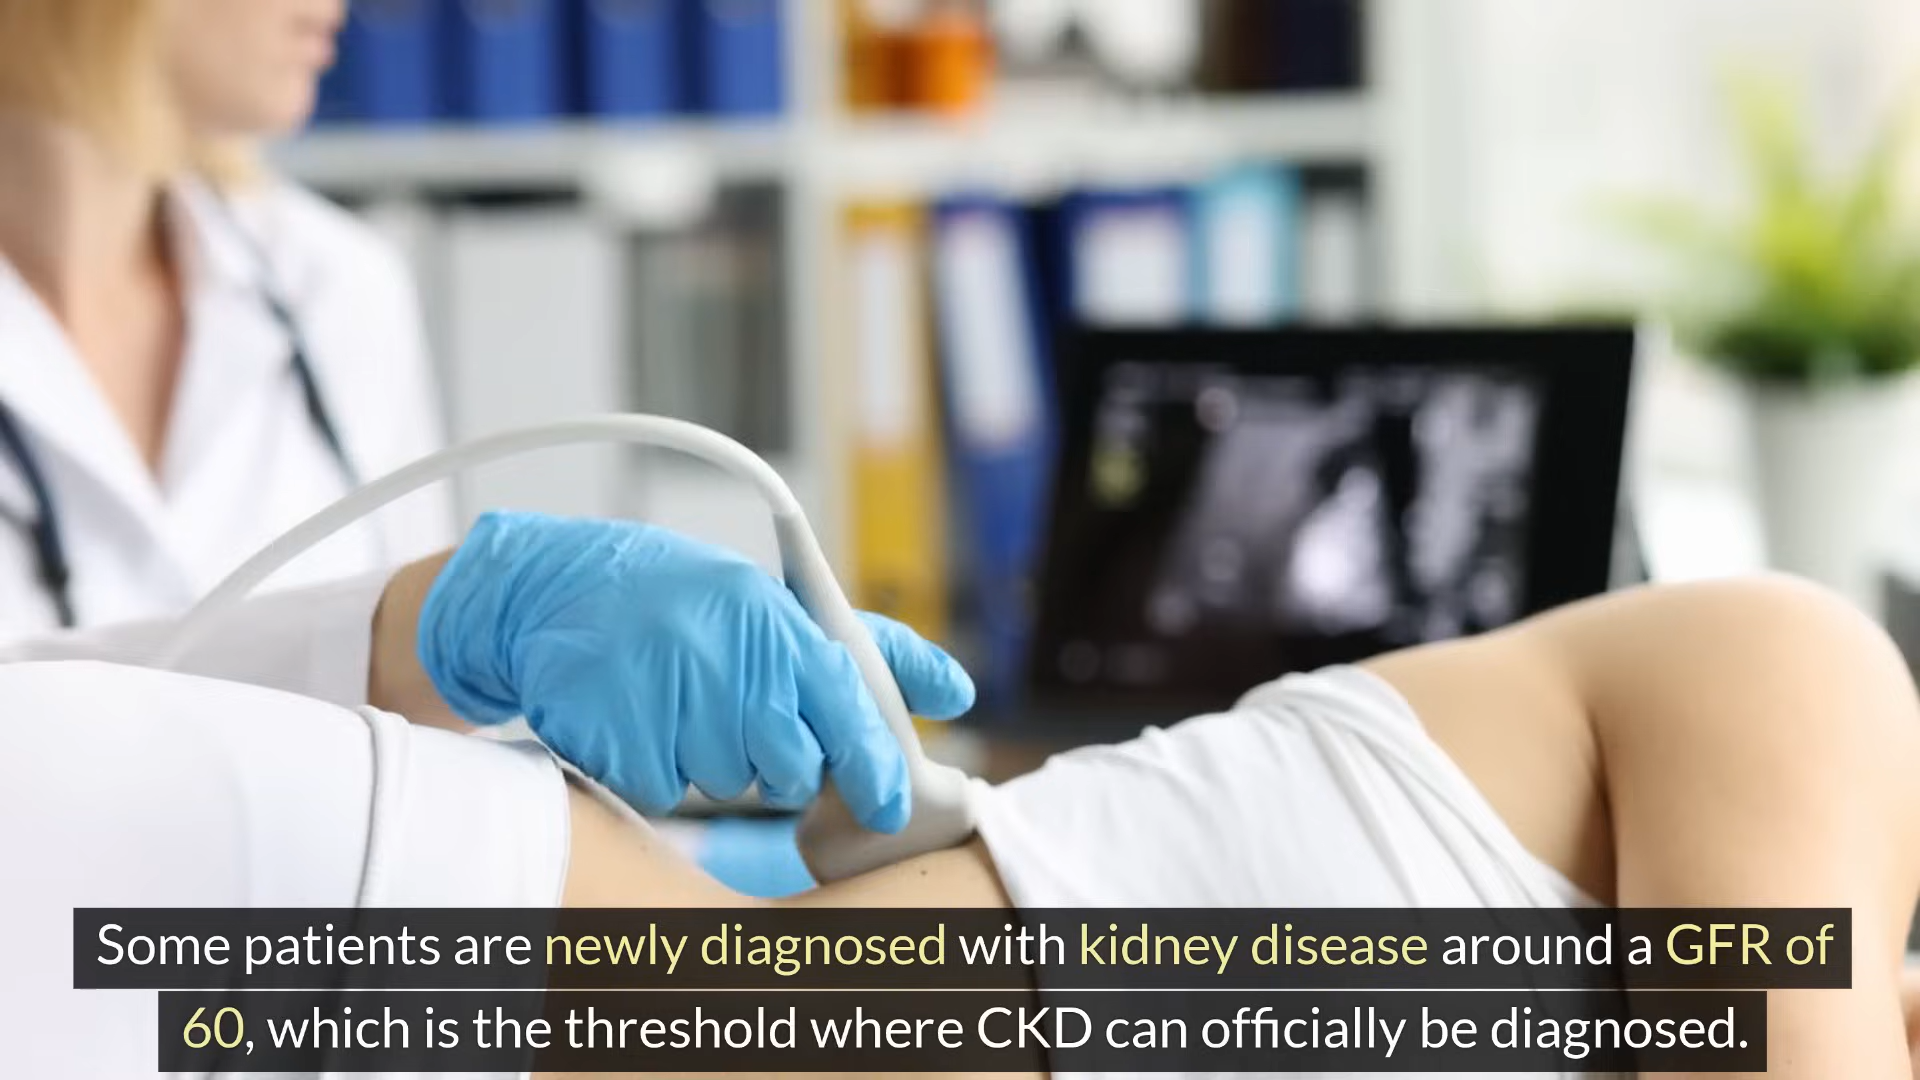 Some patients are newly diagnosed with kidney disease around a GFR of
60, which is the threshold where CKD can officially be diagnosed.